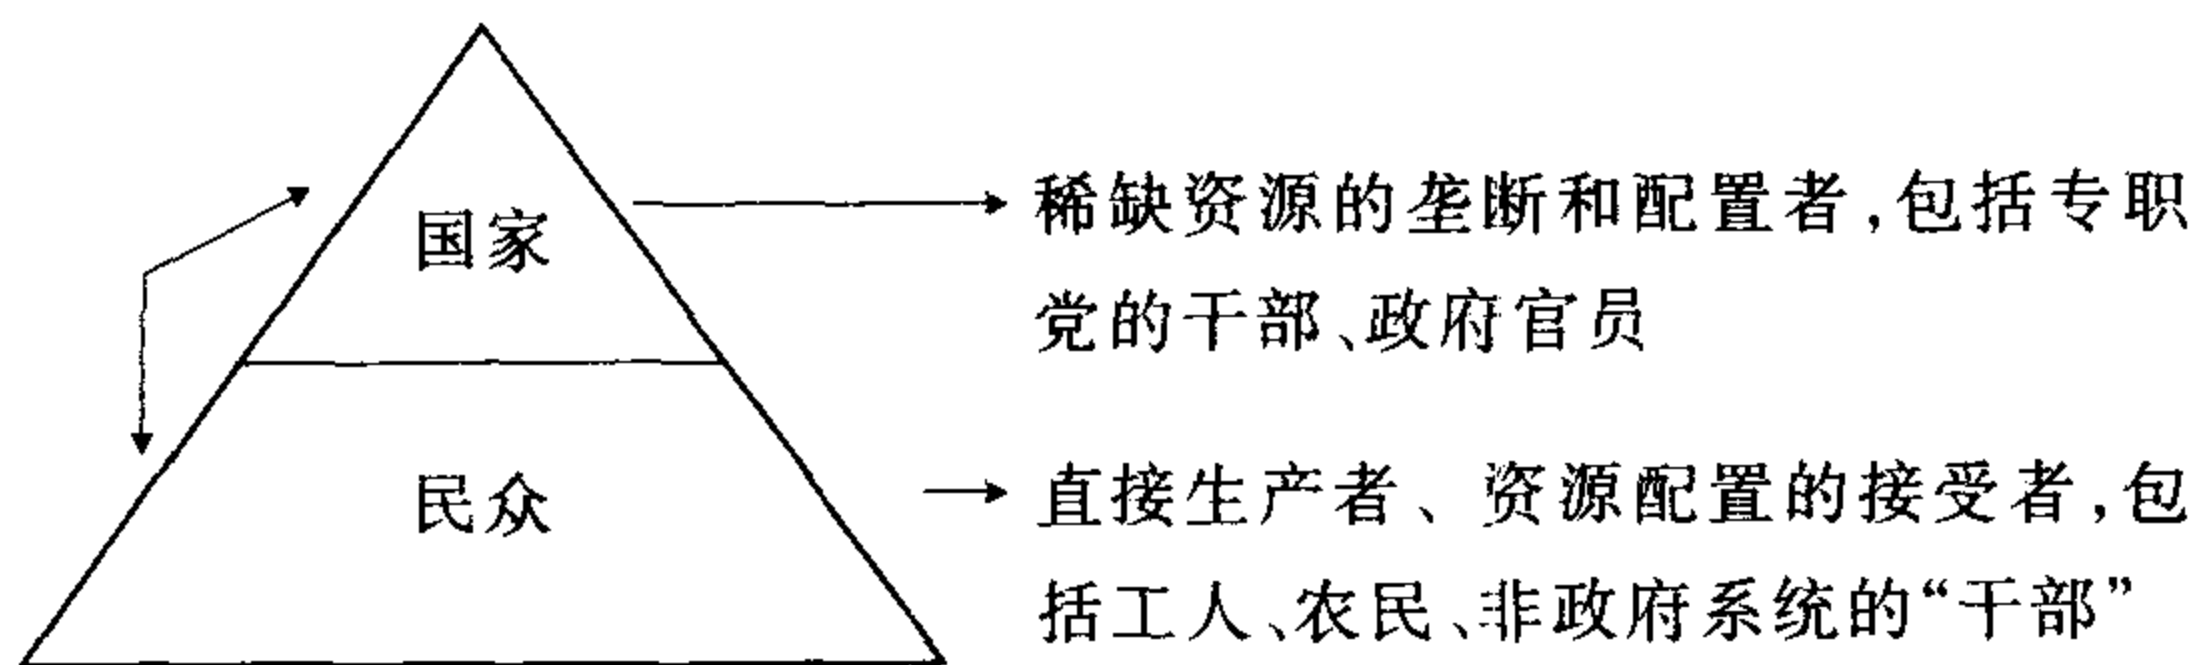 国家
稀缺资源的垄断和配置者,包括专职
党的干部、政府官员
民众
直接生产者、资源配置的接受者,包
括工人、农民、非政府系统的“干部”